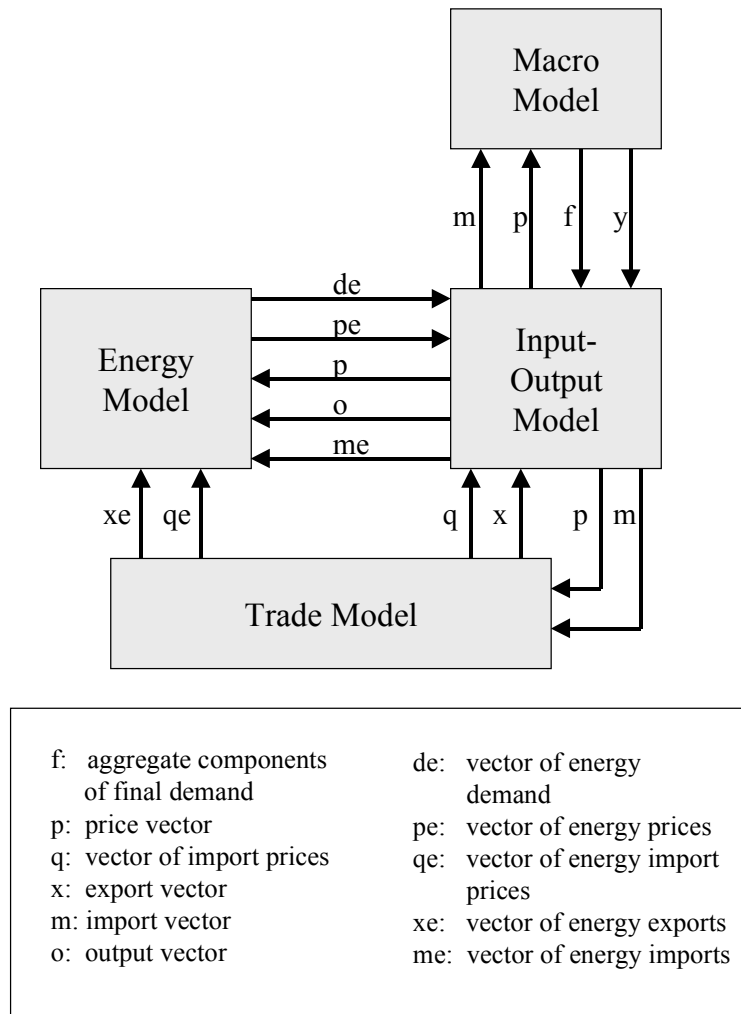 Macro
Model
m
p
f
y
de
pe
p
o
me
Energy
Model
Input-
Output
Model
xe
qe
q
x
p
m
Trade Model
f: aggregate components
of final demand
p: price vector
q: vector of import prices
x: export vector
m: import vector
o: output vector
de: vector of energy
demand
pe: vector of energy prices
qe: vector of energy import
prices
xe: vector of energy exports
me: vector of energy imports